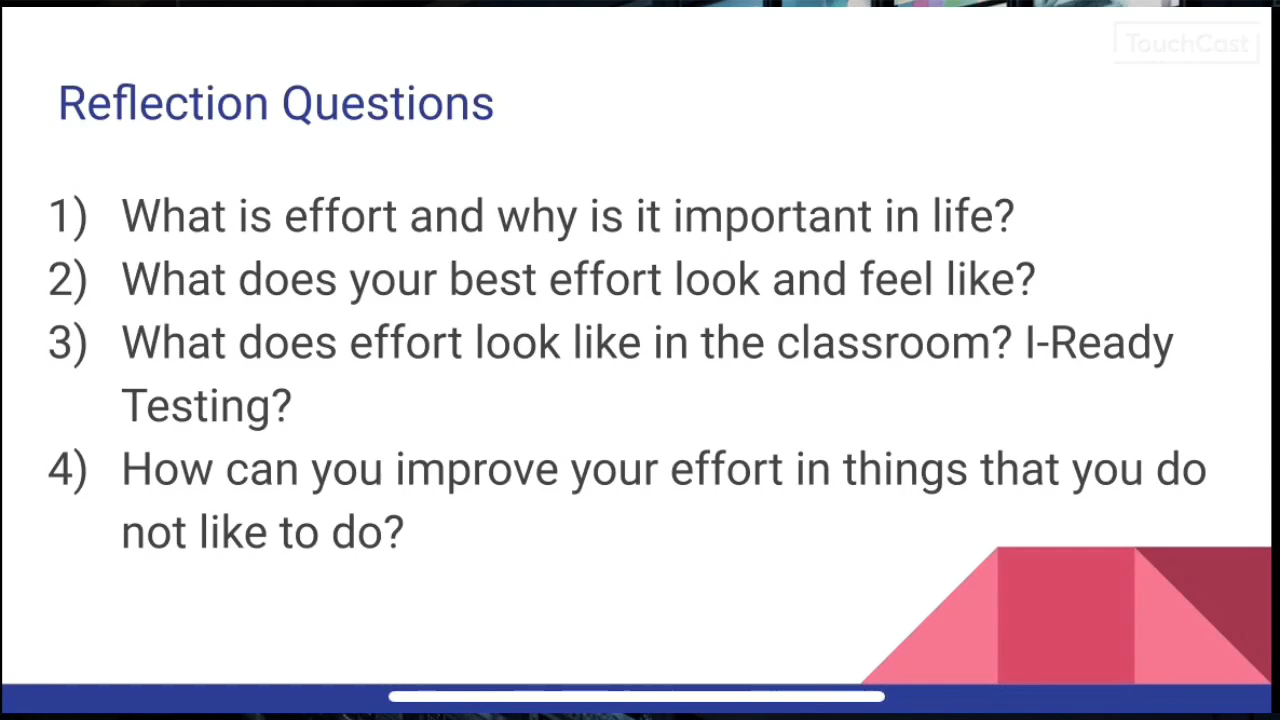 TouchCast
Reflection Questions
1) What is effort and why is it important in life?
2) What does your best effort look and feel like?
3) What does effort look like in the classroom? I-Ready
Testing?
4) How can you improve your effort in things that you do
not like to do?